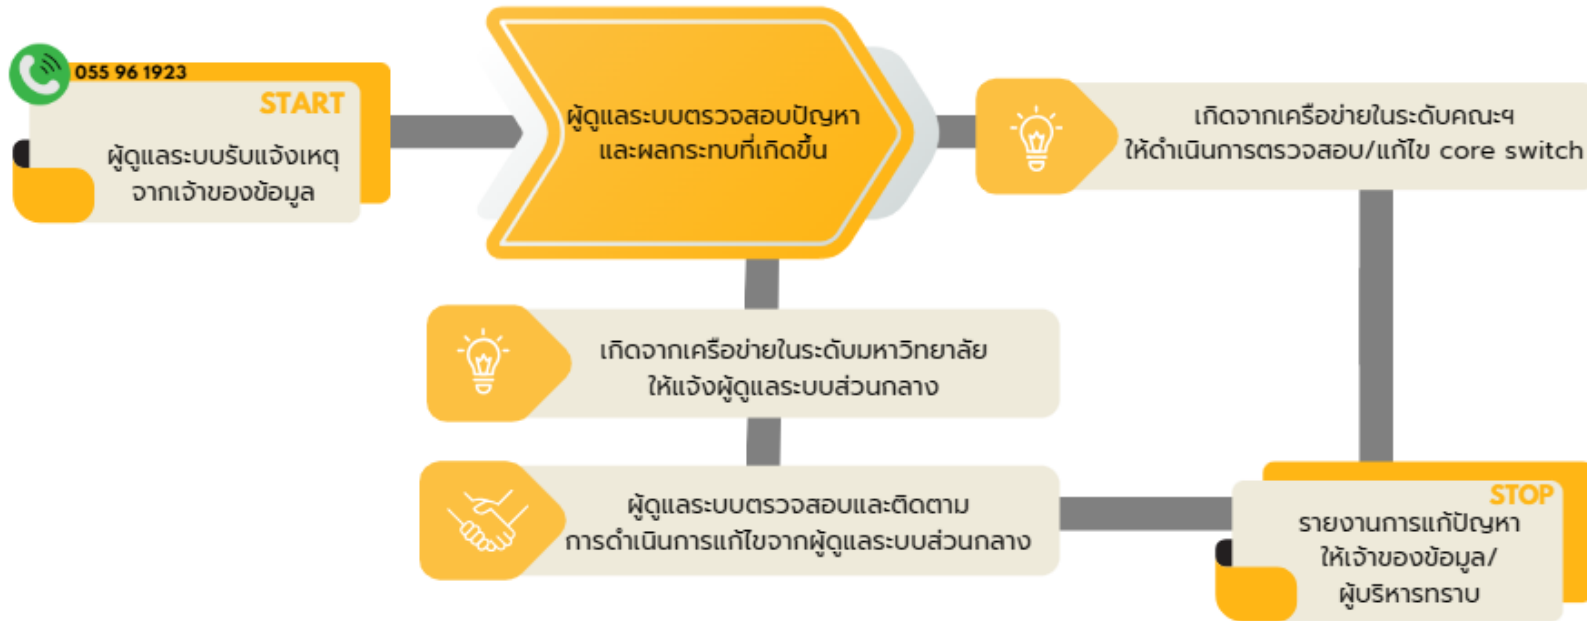 055 96 1923
START
ผู้ดูแลระบบรับแจ้งเหตุ
จากเจ้าของข้อมูล
ผู้ดูแลระบบตรวจสอบปัญหา
และผลกระทบที่เกิดขึ้น
เกิดจากเครือข่ายในระดับคณะฯ
ให้ดำเนินการตรวจสอบ/แก้ไข core switch
เกิดจากเครือข่ายในระดับมหาวิทยาลัย
ให้แจ้งผู้ดูแลระบบส่วนกลาง
ผู้ดูแลระบบตรวจสอบและติดตาม
การดำเนินการแก้ไขจากผู้ดูแลระบบส่วนกลาง
STOP
รายงานการแก้ปัญหา
ให้เจ้าของข้อมูล/
ผู้บริหารทราบ